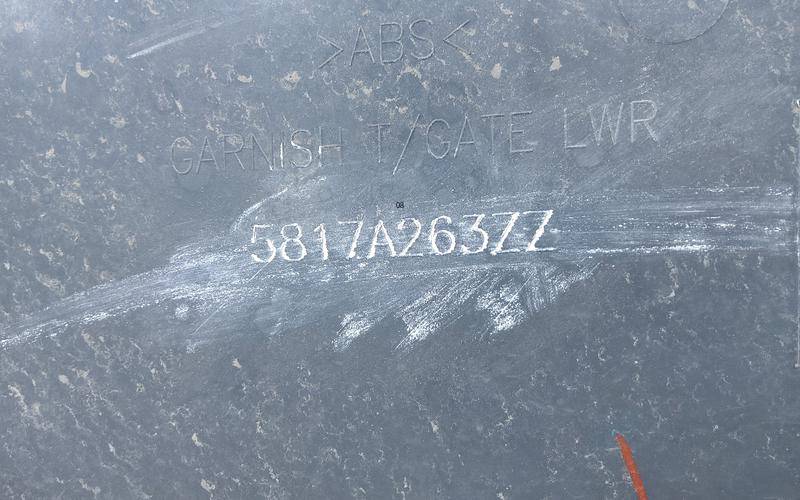 >ABS<
GARNISH T/GATE LWR
08
5817A263ZZ